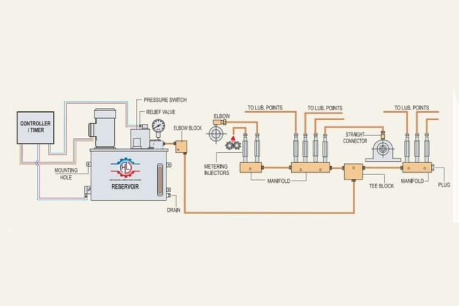 TO LUB. POINTS
TO LUB. POINTS
TO LUB. POINTS
PRESSURE SWITCH
RELIEF VALVE
CONTROLLER
/ TIMER
ELBOW
ELBOW BLOCK
STRAIGHT
CONNECTOR
METERING
INJECTORS
MOUNTING
HOLE
HL
RESERVOIR
MANIFOLD
MANIFOLD
TEE BLOCK
PLUG
DRAIN